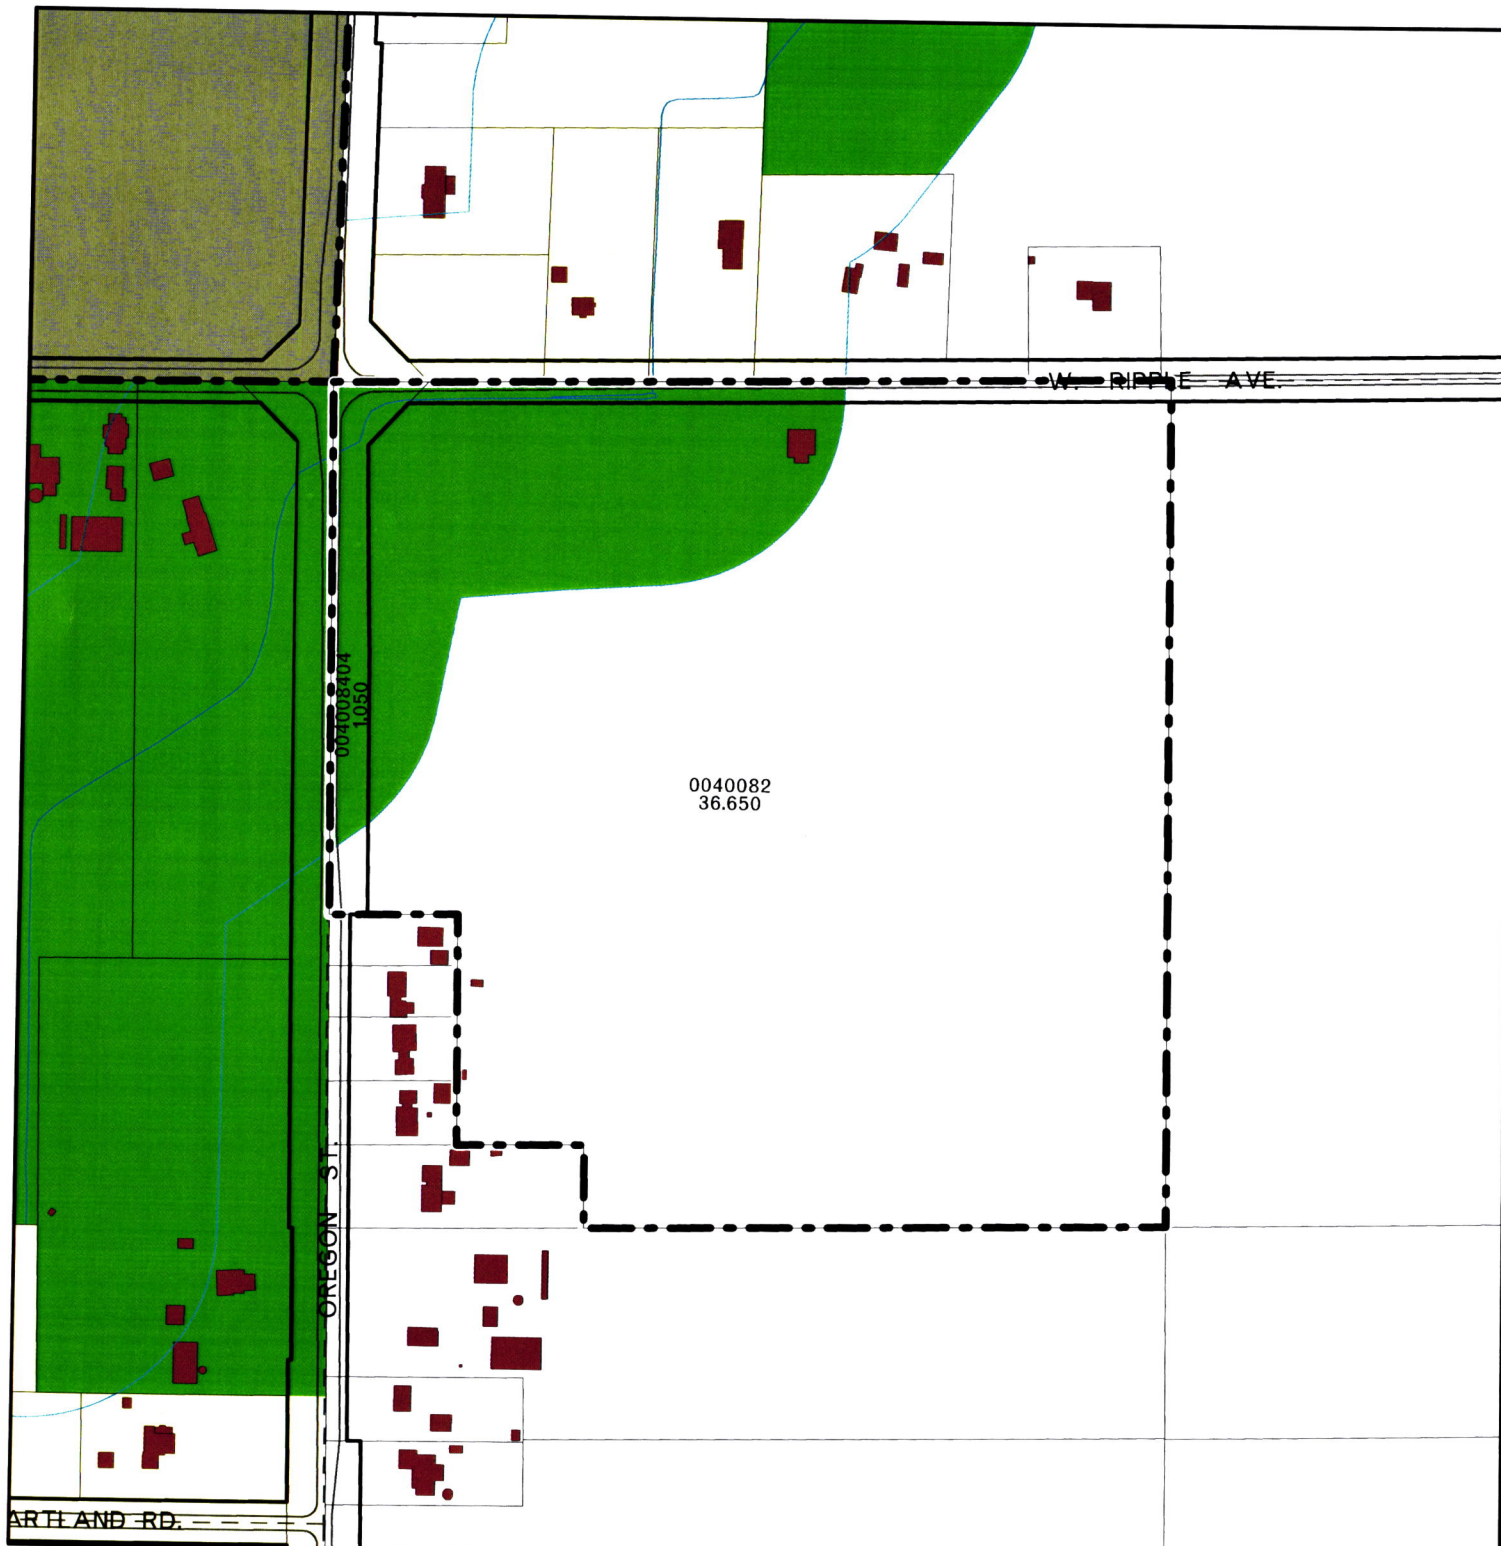 W. RIPPLE AVE.
004008404
1.050
0040082
36.650
OREGON ST.
ARTLAND RD.